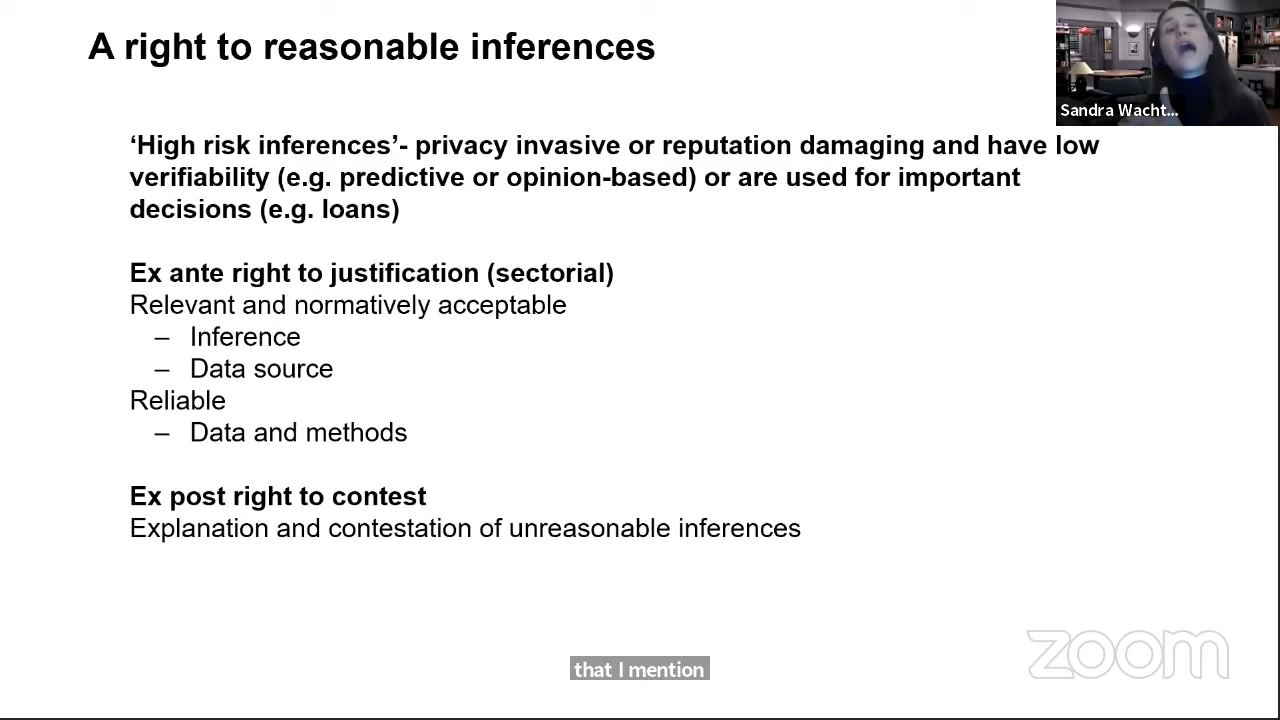 A right to reasonable inferences
Sandra Wacht...
‘High risk inferences’- privacy invasive or reputation damaging and have low
verifiability (e.g. predictive or opinion-based) or are used for important
decisions (e.g. loans)
Ex ante right to justification (sectorial)
Relevant and normatively acceptable
– Inference
– Data source
Reliable
– Data and methods
Ex post right to contest
Explanation and contestation of unreasonable inferences
zoom
that I mention